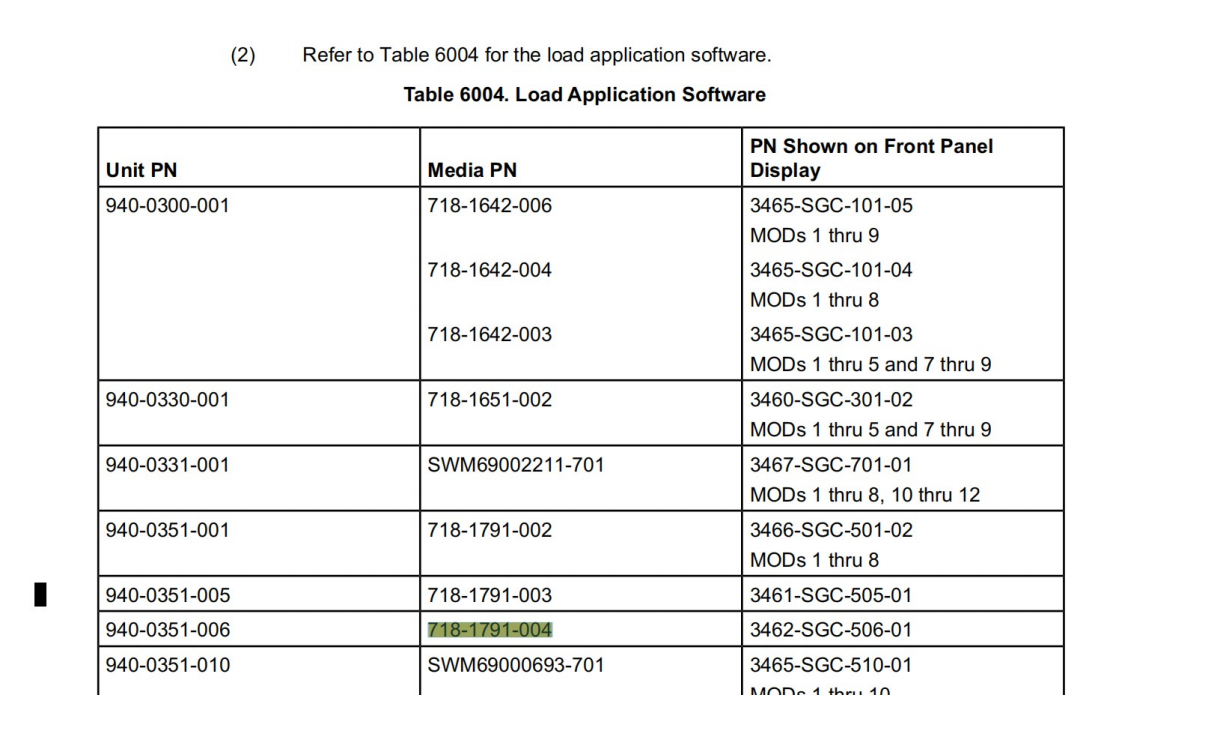 (2) Refer to Table 6004 for the load application software.
Table 6004. Load Application Software
Unit PN Media PN PN Shown on Front Panel Display
940-0300-001 718-1642-006 3465-SGC-101-05
MODs 1 thru 9
718-1642-004 3465-SGC-101-04
MODs 1 thru 8
718-1642-003 3465-SGC-101-03
MODs 1 thru 5 and 7 thru 9
940-0330-001 718-1651-002 3460-SGC-301-02
MODs 1 thru 5 and 7 thru 9
940-0331-001 SWM69002211-701 3467-SGC-701-01
MODs 1 thru 8, 10 thru 12
940-0351-001 718-1791-002 3466-SGC-501-02
MODs 1 thru 8
940-0351-005 718-1791-003 3461-SGC-505-01
940-0351-006 718-1791-004 3462-SGC-506-01
940-0351-010 SWM69000693-701 3465-SGC-510-01
MODs 1 thru 10